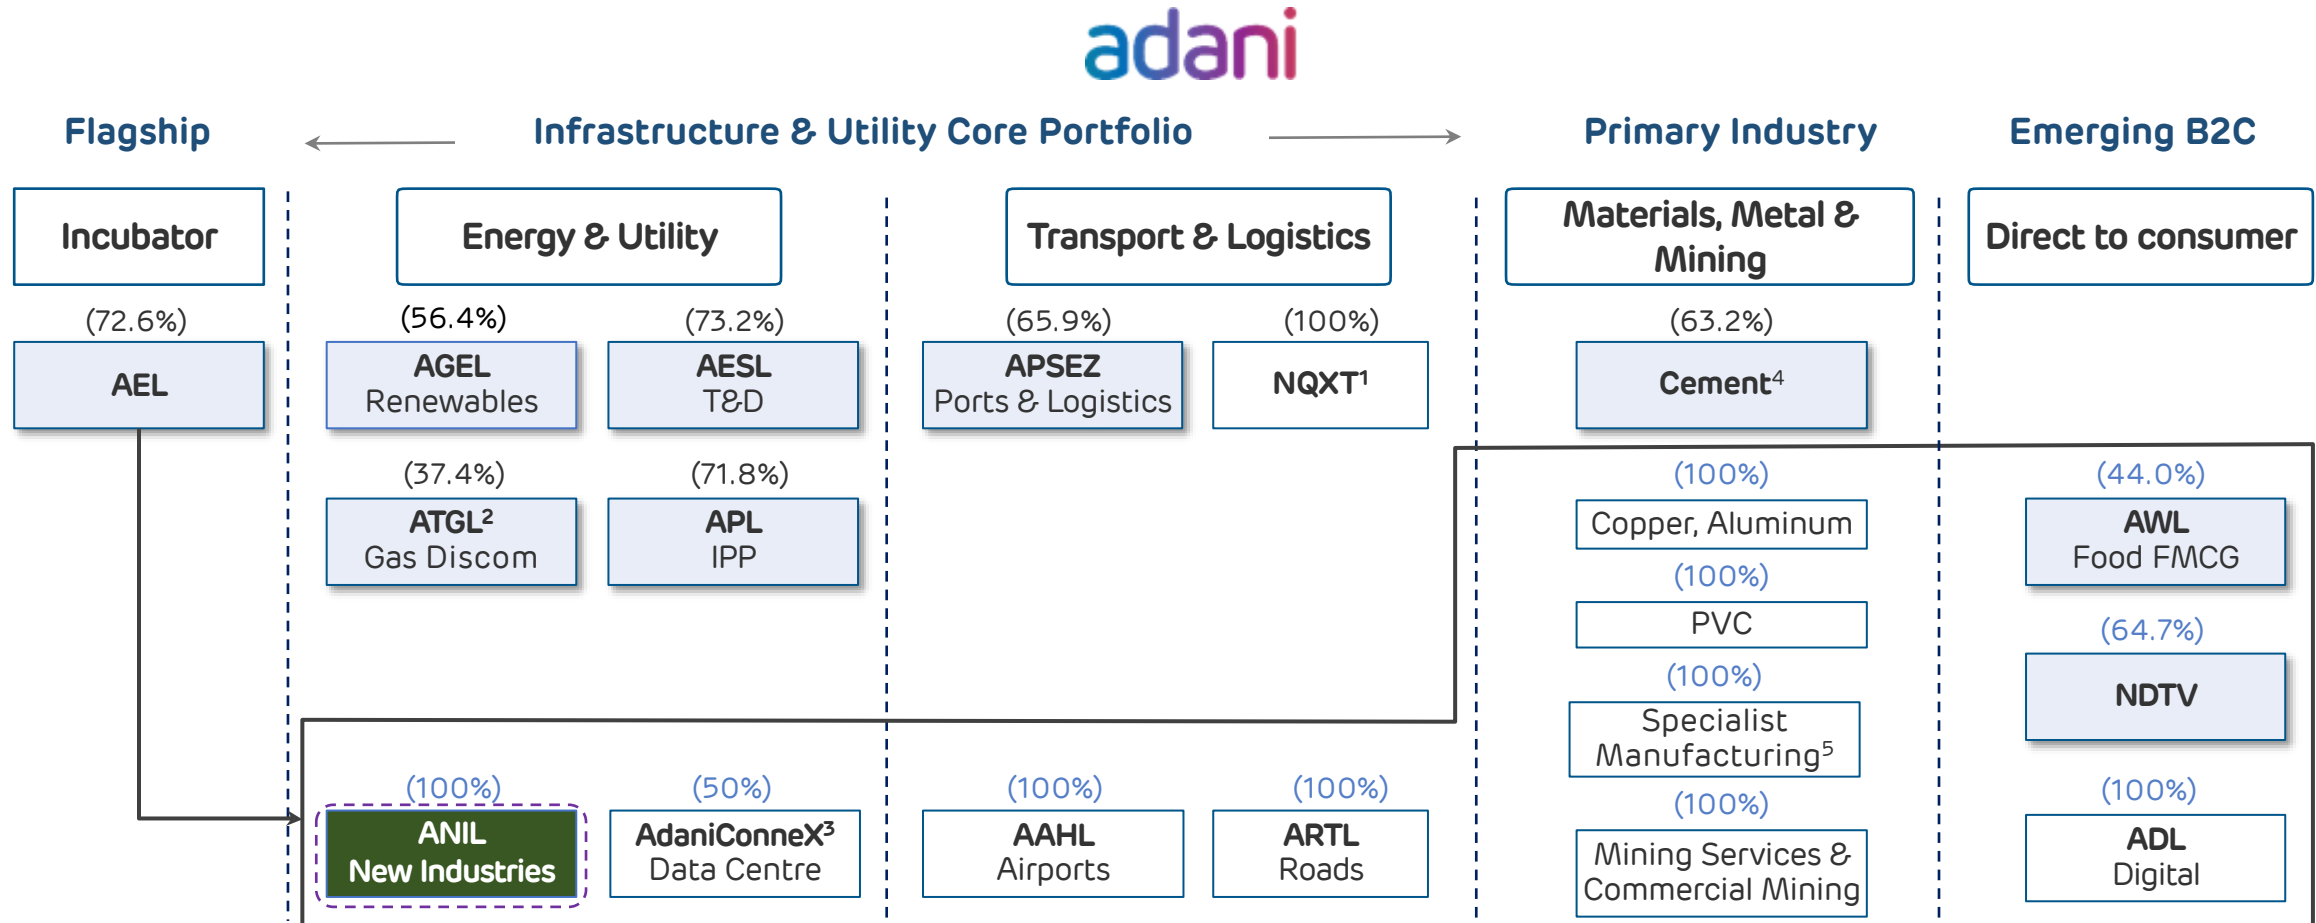 adani
Flagship
Infrastructure & Utility Core Portfolio
Primary Industry
Emerging B2C
Incubator
Energy & Utility
Transport & Logistics
Materials, Metal &
Mining
Direct to consumer
(72.6%)
AEL
(56.4%)
AGEL
Renewables
(73.2%)
AESL
T&D
(65.9%)
APSEZ
Ports & Logistics
(100%)
NQXT¹
(63.2%)
Cement⁴
(37.4%)
ATGL²
Gas Discom
(71.8%)
APL
IPP
(100%)
Copper, Aluminum
(100%)
PVC
(100%)
Specialist
Manufacturing⁵
(100%)
Mining Services &
Commercial Mining
(44.0%)
AWL
Food FMCG
(64.7%)
NDTV
(100%)
ADL
Digital
(100%)
ANIL
New Industries
(50%)
AdaniConneX³
Data Centre
(100%)
AAHL
Airports
(100%)
ARTL
Roads